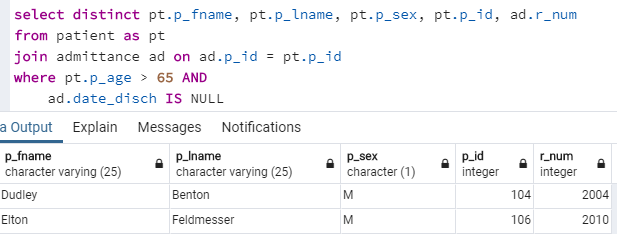 select distinct pt.p_fname, pt.p_lname, pt.p_sex, pt.p_id, ad.r_num
from patient as pt
join admittance ad on ad.p_id = pt.p_id
where pt.p_age > 65 AND
ad.date_disch IS NULL
a Output Explain Messages Notifications
p_fname p_lname p_sex p_id r_num
character varying (25) character varying (25) character (1) integer integer
Dudley Benton M 104 2004
Elton Feldmesser M 106 2010